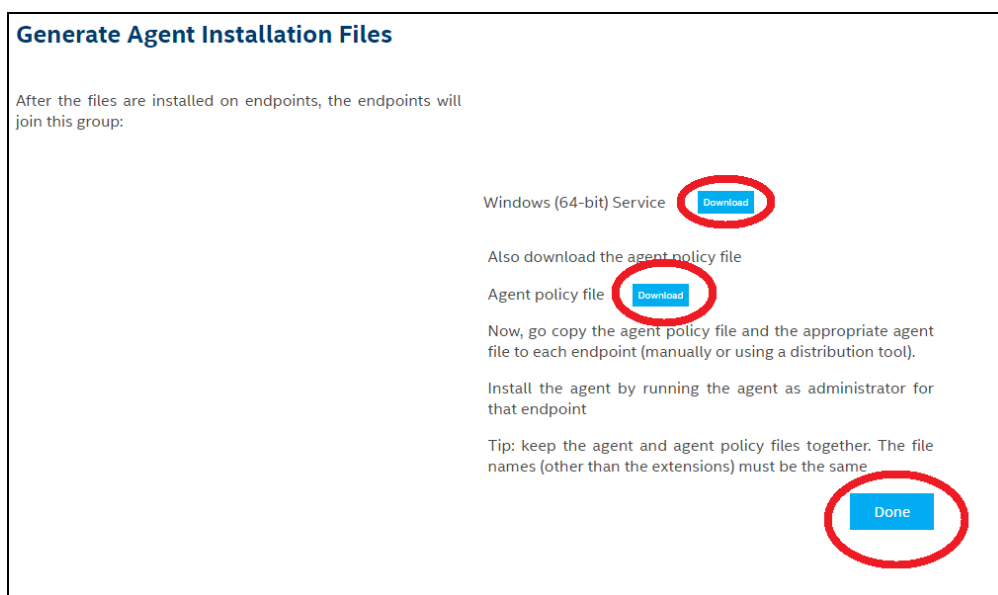 Generate Agent Installation Files
After the files are installed on endpoints, the endpoints will
join this group:
Windows (64-bit) Service Download
Also download the agent policy file
Agent policy file Download
Now, go copy the agent policy file and the appropriate agent
file to each endpoint (manually or using a distribution tool).
Install the agent by running the agent as administrator for
that endpoint
Tip: keep the agent and agent policy files together. The file
names (other than the extensions) must be the same
Done